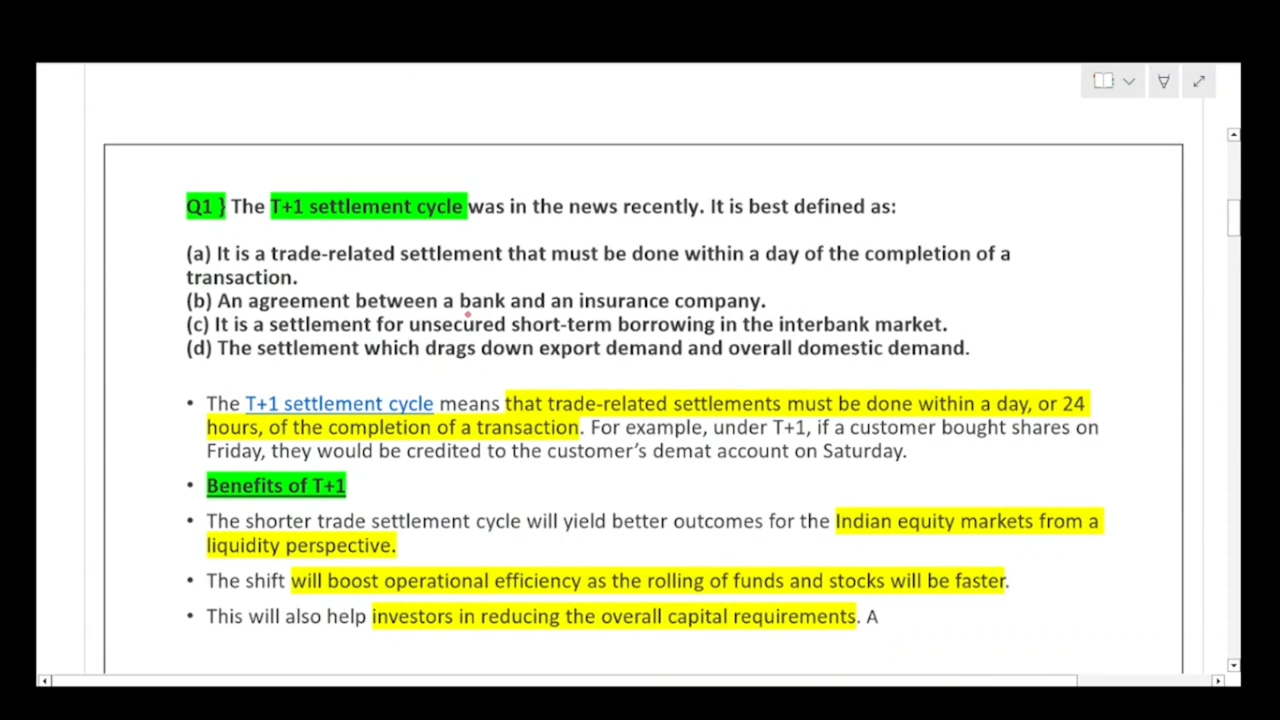 Q1 } The T+1 settlement cycle was in the news recently. It is best defined as:
(a) It is a trade-related settlement that must be done within a day of the completion of a
transaction.
(b) An agreement between a bank and an insurance company.
(c) It is a settlement for unsecured short-term borrowing in the interbank market.
(d) The settlement which drags down export demand and overall domestic demand.
• The T+1 settlement cycle means that trade-related settlements must be done within a day, or 24
hours, of the completion of a transaction. For example, under T+1, if a customer bought shares on
Friday, they would be credited to the customer’s demat account on Saturday.
• Benefits of T+1
• The shorter trade settlement cycle will yield better outcomes for the Indian equity markets from a
liquidity perspective.
• The shift will boost operational efficiency as the rolling of funds and stocks will be faster.
• This will also help investors in reducing the overall capital requirements. A